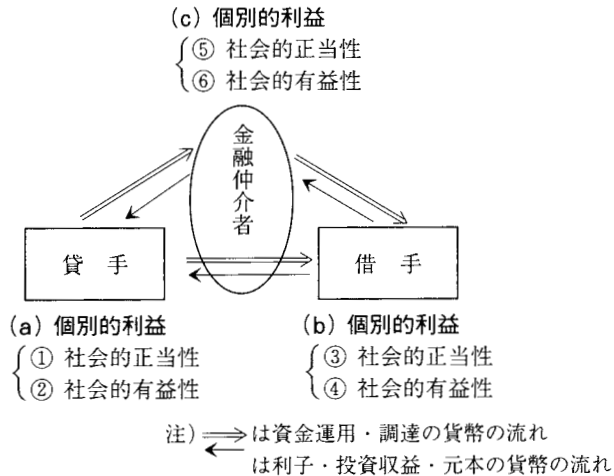 (c) 個別的利益
⑤ 社会的正当性
⑥ 社会的有益性
金融仲介者
貸 手
借 手
(a) 個別的利益
① 社会的正当性
② 社会的有益性
(b) 個別的利益
③ 社会的正当性
④ 社会的有益性
注) ⇒ は資金運用・調達の貨幣の流れ
← は利子・投資収益・元本の貨幣の流れ